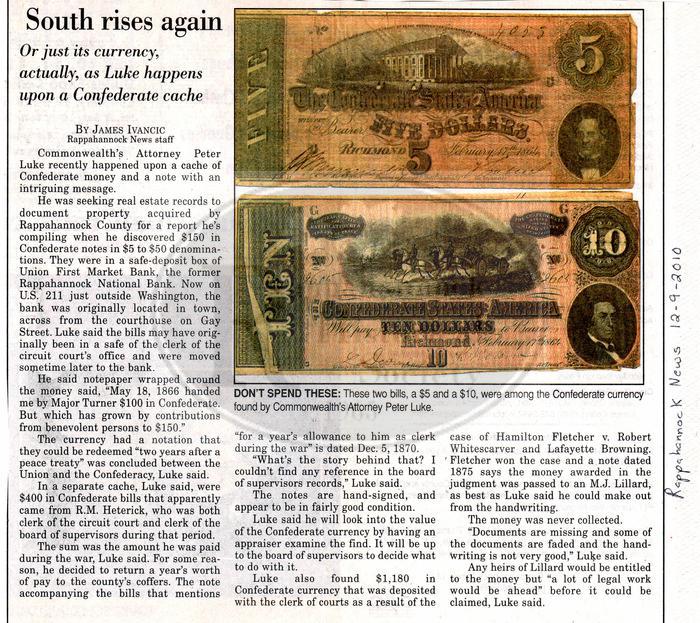 South rises again
Or just its currency,
actually, as Luke happens
upon a Confederate cache
BY JAMES IVANCIC
Rappahannock News staff
Commonwealth's Attorney Peter
Luke recently happened upon a cache of
Confederate money and a note with an
intriguing message.
He was seeking real estate records to
document property acquired by
Rappahannock County for a report he's
compiling when he discovered $150 in
Confederate notes in $5 to $50 denomina-
tions. They were in a safe-deposit box of
Union First Market Bank, the former
Rappahannock National Bank. Now on
U.S. 211 just outside Washington, the
bank was originally located in town,
across from the courthouse on Gay
Street. Luke said the bills may have orig-
inally been in a safe of the clerk of the
circuit court's office and were moved
sometime later to the bank.
He said notepaper wrapped around
the money said, "May 18, 1866 handed
me by Major Turner $100 in Confederate.
But which has grown by contributions
from benevolent persons to $150."
The currency had a notation that
they could be redeemed "two years after a
peace treaty" was concluded between the
Union and the Confederacy, Luke said.
In a separate cache, Luke said, were
$400 in Confederate bills that apparently
came from R.M. Heterick, who was both
clerk of the circuit court and clerk of the
board of supervisors during that period.
The sum was the amount he was paid
during the war, Luke said. For some rea-
son, he decided to return a year's worth
of pay to the county's coffers. The note
accompanying the bills that mentions
FIVE
4053
5
The Confederate States of America
Bearer
FIVE DOLLARS
RICHMOND
5
February 17th 1864
TEN
G
G
10
No
No
THE
CONFEDERATE STATES OF AMERICA
Will pay TEN DOLLARS to Bearer
Richmond, February 17th 1864
10
DON'T SPEND THESE: These two bills, a $5 and a $10, were among the Confederate currency
found by Commonwealth's Attorney Peter Luke.
"for a year's allowance to him as clerk
during the war" is dated Dec. 5, 1870.
"What's the story behind that? I
couldn't find any reference in the board
of supervisors records," Luke said.
The notes are hand-signed, and
appear to be in fairly good condition.
Luke said he will look into the value
of the Confederate currency by having an
appraiser examine the find. It will be up
to the board of supervisors to decide what
to do with it.
Luke also found $1,180 in
Confederate currency that was deposited
with the clerk of courts as a result of the
case of Hamilton Fletcher v. Robert
Whitescarver and Lafayette Browning.
Fletcher won the case and a note dated
1875 says the money awarded in the
judgment was passed to an M.J. Lillard,
as best as Luke said he could make out
from the handwriting.
The money was never collected.
"Documents are missing and some of
the documents are faded and the hand-
writing is not very good," Luke said.
Any heirs of Lillard would be entitled
to the money but "a lot of legal work
would be ahead" before it could be
claimed, Luke said.
Rappahannock News 12-9-2010